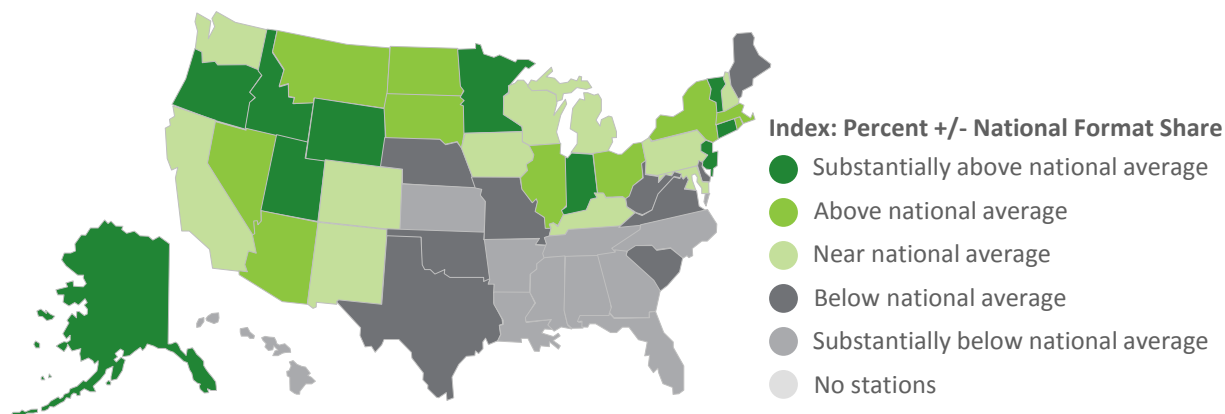 Index: Percent +/- National Format Share
Substantially above national average
Above national average
Near national average
Below national average
Substantially below national average
No stations